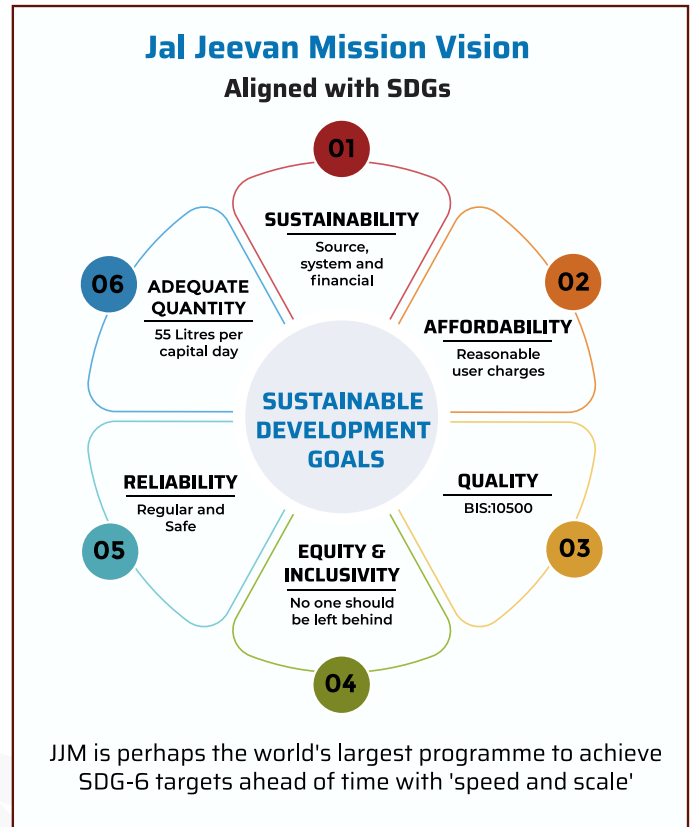 Jal Jeevan Mission Vision
Aligned with SDGs
01
SUSTAINABILITY
Source,
system and
financial
02
AFFORDABILITY
Reasonable
user charges
QUALITY
BIS:10500
03
EQUITY &
INCLUSIVITY
No one should
be left behind
04
RELIABILITY
Regular and
Safe
05
06
ADEQUATE
QUANTITY
55 Litres per
capital day
SUSTAINABLE
DEVELOPMENT
GOALS
JJM is perhaps the world's largest programme to achieve
SDG-6 targets ahead of time with 'speed and scale'